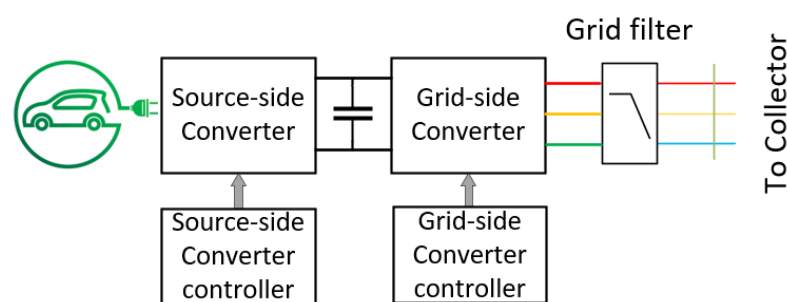 Grid filter
Source-side
Converter
Grid-side
Converter
To Collector
Source-side
Converter
controller
Grid-side
Converter
controller